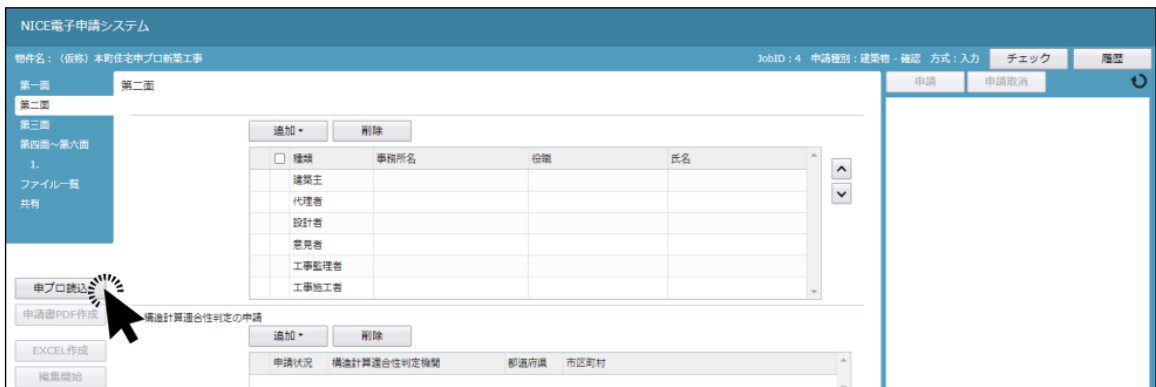 NICE電子申請システム
物件名：（仮称）本町住宅申プロ新築工事
JobID：4 申請種別：建築物 - 確認 方式：入力 チェック 履歴
第一面
第二面
第三面
第四面～第六面
1.
ファイル一覧
共有
申プロ読込
申請書PDF作成
EXCEL作成
編集開始
第二面
追加 削除
種類 事務所名 役職 氏名
建築主
代理者
設計者
意見者
工事監理者
工事施工者
構造計算適合性判定の申請
追加 削除
申請状況 構造計算適合性判定機関 都道府県 市区町村
申請 申請取消